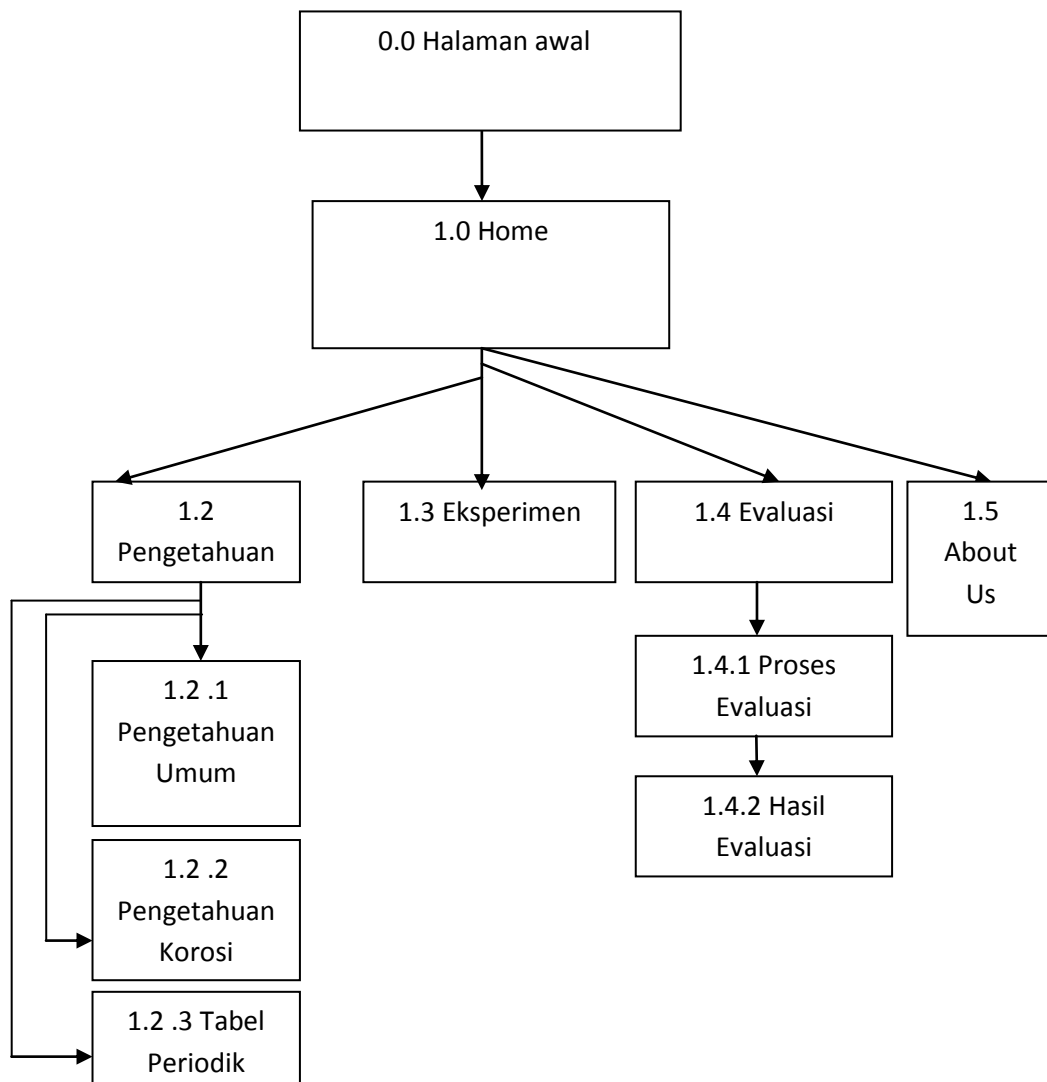 0.0 Halaman awal
1.0 Home
1.2
Pengetahuan
1.3 Eksperimen
1.4 Evaluasi
1.5
About
Us
1.2 .1
Pengetahuan
Umum
1.2 .2
Pengetahuan
Korosi
1.2 .3 Tabel
Periodik
1.4.1 Proses
Evaluasi
1.4.2 Hasil
Evaluasi